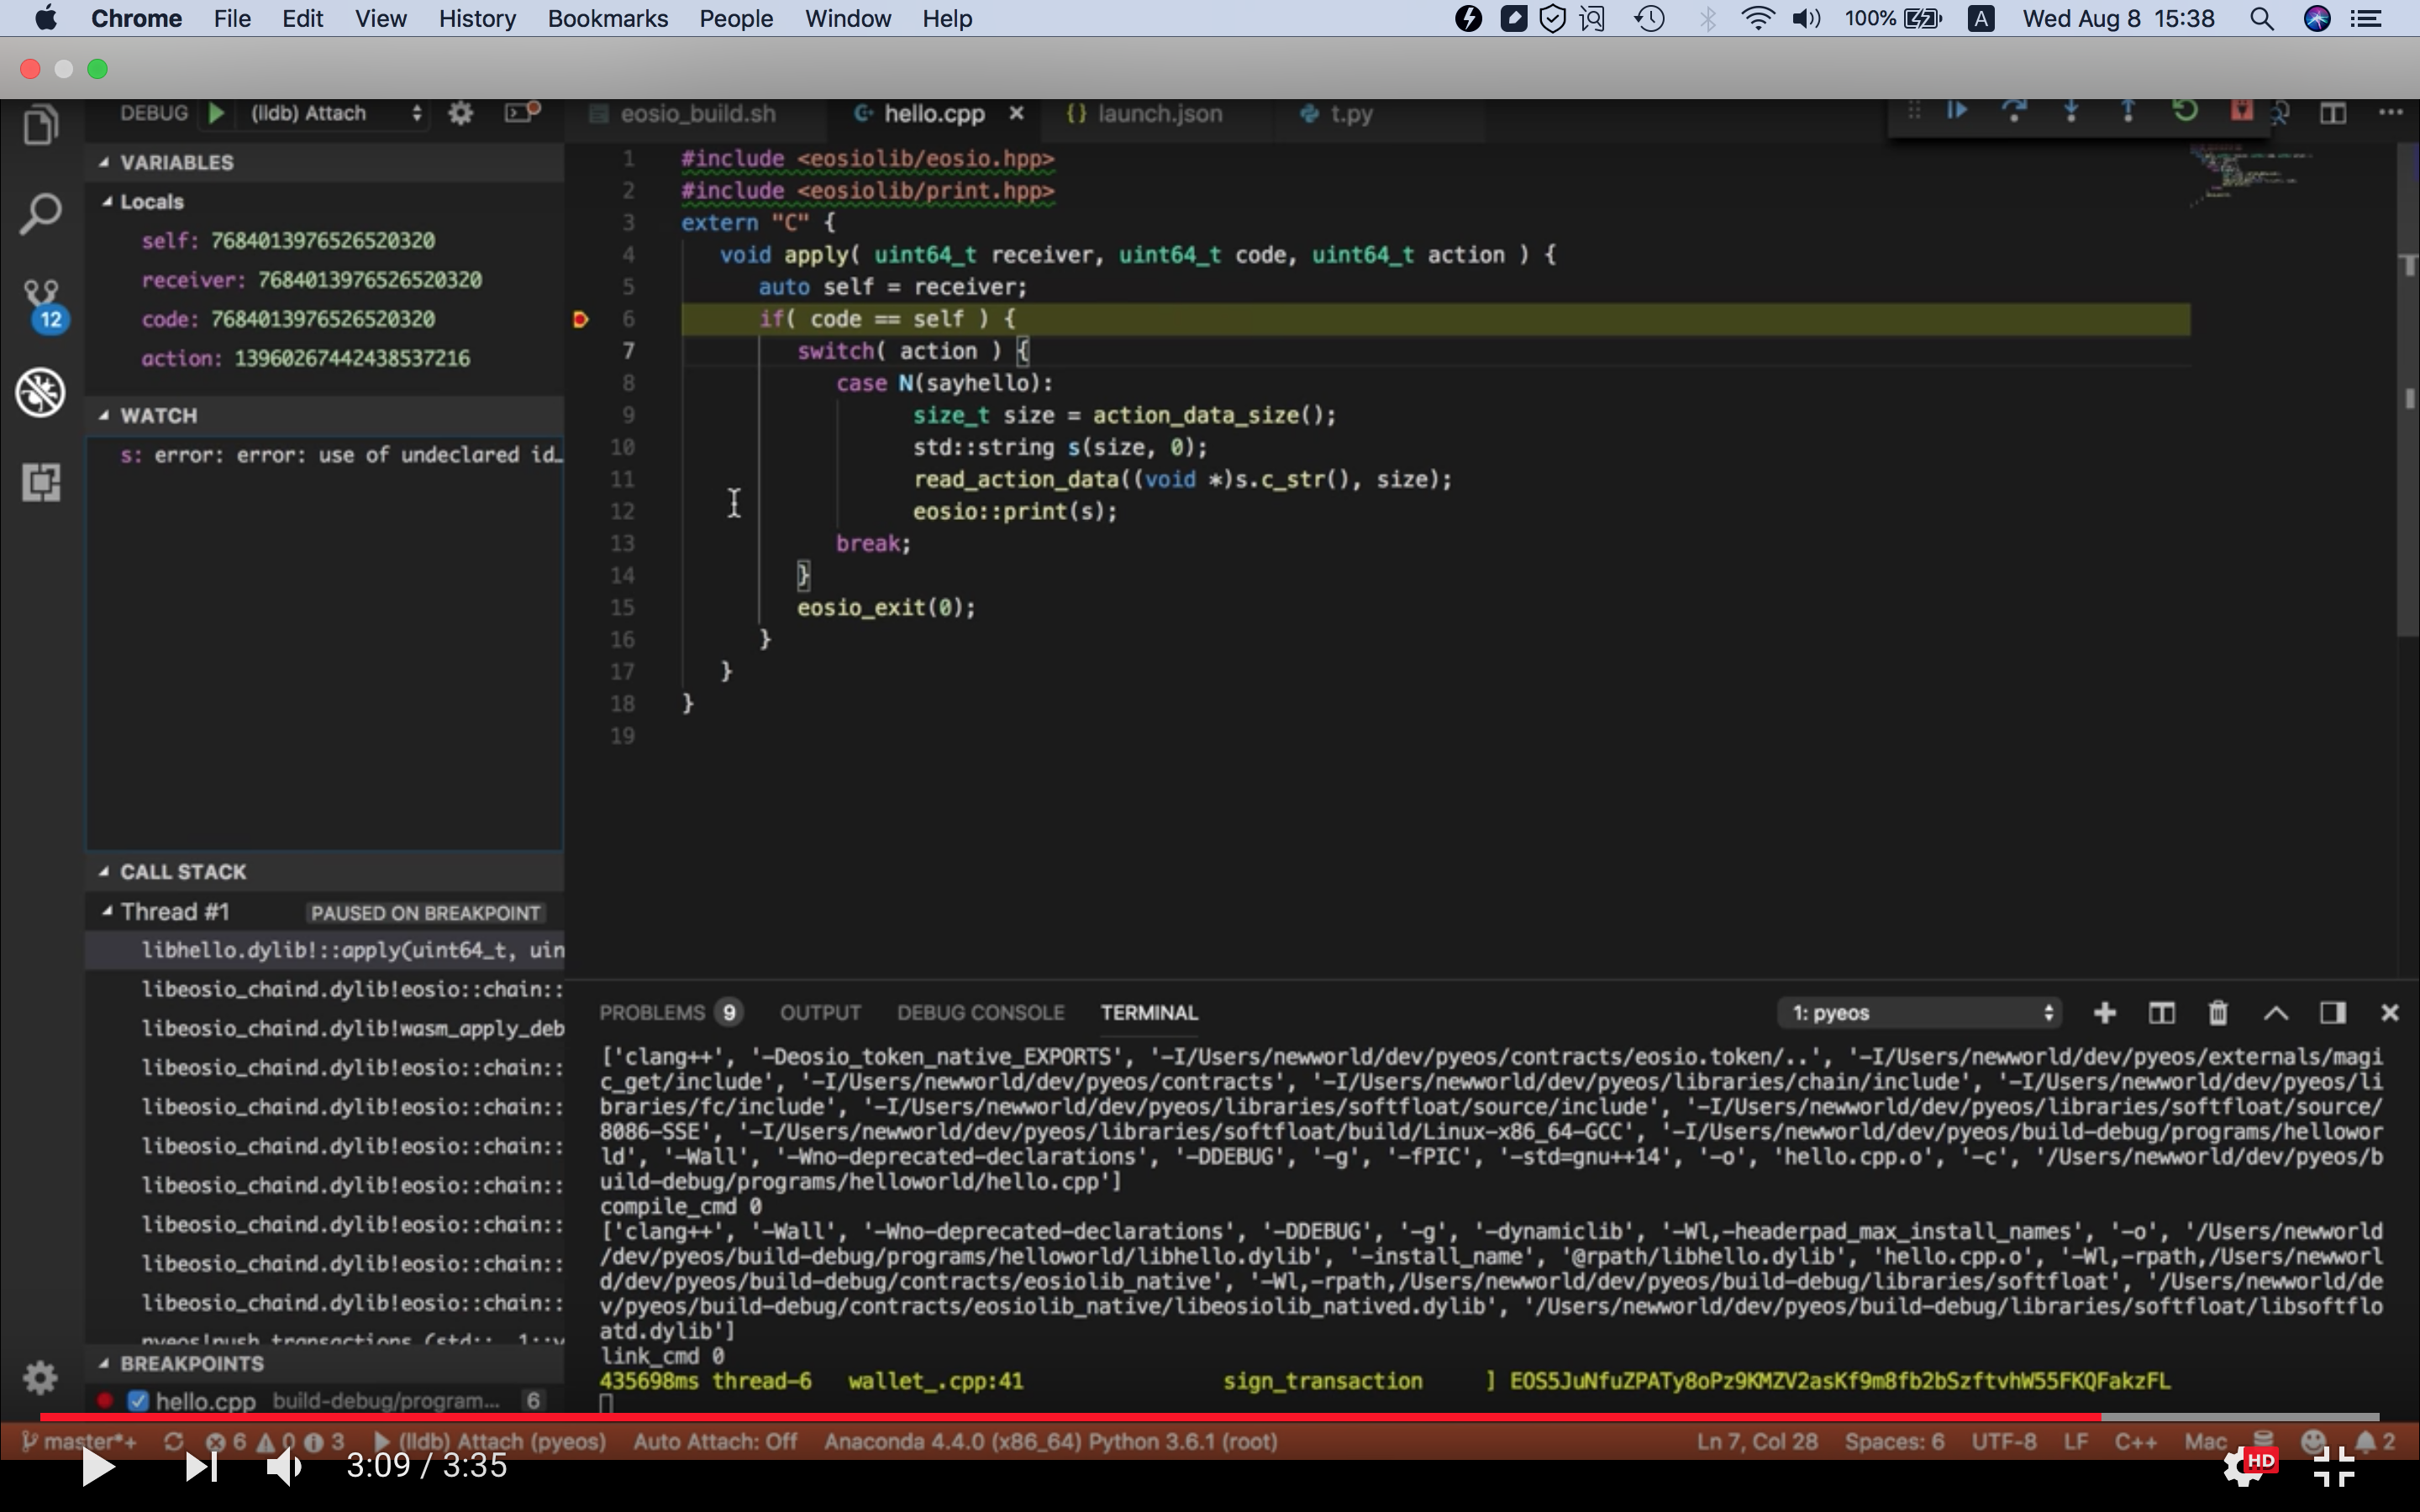 Chrome File Edit View History Bookmarks People Window Help 100% A Wed Aug 8 15:38
DEBUG (lldb) Attach
eosio_build.sh hello.cpp launch.json t.py
VARIABLES
Locals
self: 7684013976526520320
receiver: 7684013976526520320
code: 7684013976526520320
action: 13960267442438537216
12
WATCH
s: error: error: use of undeclared id…
CALL STACK
Thread #1 PAUSED ON BREAKPOINT
libhello.dylib!::apply(uint64_t, uin
libeosio_chaind.dylib!eosio::chain::
libeosio_chaind.dylib!wasm_apply_deb
libeosio_chaind.dylib!eosio::chain::
libeosio_chaind.dylib!eosio::chain::
libeosio_chaind.dylib!eosio::chain::
libeosio_chaind.dylib!eosio::chain::
libeosio_chaind.dylib!eosio::chain::
libeosio_chaind.dylib!eosio::chain::
libeosio_chaind.dylib!eosio::chain::
BREAKPOINTS
hello.cpp build-debug/program... 6
1 #include <eosiolib/eosio.hpp>
2 #include <eosiolib/print.hpp>
3 extern "C" {
4 void apply( uint64_t receiver, uint64_t code, uint64_t action ) {
5 auto self = receiver;
6 if( code == self ) {
7 switch( action ) {
8 case N(sayhello):
9 size_t size = action_data_size();
10 std::string s(size, 0);
11 read_action_data((void *)s.c_str(), size);
12 eosio::print(s);
13 break;
14 }
15 eosio_exit(0);
16 }
17 }
18 }
19
PROBLEMS 9 OUTPUT DEBUG CONSOLE TERMINAL 1: pyeos
['clang++', '-Deosio_token_native_EXPORTS', '-I/Users/newworld/dev/pyeos/contracts/eosio.token/..', '-I/Users/newworld/dev/pyeos/externals/magi
c_get/include', '-I/Users/newworld/dev/pyeos/contracts', '-I/Users/newworld/dev/pyeos/libraries/chain/include', '-I/Users/newworld/dev/pyeos/li
braries/fc/include', '-I/Users/newworld/dev/pyeos/libraries/softfloat/source/include', '-I/Users/newworld/dev/pyeos/libraries/softfloat/source/
8086-SSE', '-I/Users/newworld/dev/pyeos/libraries/softfloat/build/Linux-x86_64-GCC', '-I/Users/newworld/dev/pyeos/build-debug/programs/hellowor
ld', '-Wall', '-Wno-deprecated-declarations', '-DDEBUG', '-g', '-fPIC', '-std=gnu++14', '-o', 'hello.cpp.o', '-c', '/Users/newworld/dev/pyeos/b
uild-debug/programs/helloworld/hello.cpp']
compile_cmd 0
['clang++', '-Wall', '-Wno-deprecated-declarations', '-DDEBUG', '-g', '-dynamiclib', '-Wl,-headerpad_max_install_names', '-o', '/Users/newworld
/dev/pyeos/build-debug/programs/helloworld/libhello.dylib', '-install_name', '@rpath/libhello.dylib', 'hello.cpp.o', '-Wl,-rpath,/Users/newworl
d/dev/pyeos/build-debug/contracts/eosiolib_native', '-Wl,-rpath,/Users/newworld/dev/pyeos/build-debug/libraries/softfloat', '/Users/newworld/de
v/pyeos/build-debug/contracts/eosiolib_native/libeosiolib_natived.dylib', '/Users/newworld/dev/pyeos/build-debug/libraries/softfloat/libsoftflo
atd.dylib']
link_cmd 0
435698ms thread-6 wallet_.cpp:41 sign_transaction ] EOS5JuNfuZPATy8oPz9KMZV2asKf9m8fb2bSzftvhW55FKQFakzFL
master*+ 6 0 3 (lldb) Attach (pyeos) Auto Attach: Off Anaconda 4.4.0 (x86_64) Python 3.6.1 (root) Ln 7, Col 28 Spaces: 6 UTF-8 LF C++ Mac 2
3:09 / 3:35 HD